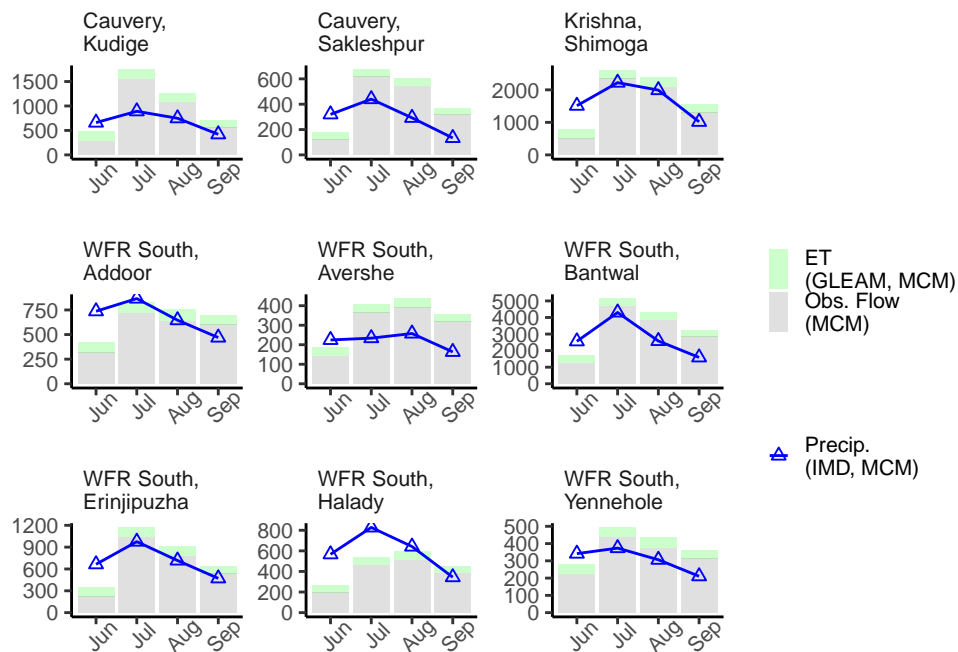 Cauvery,
Kudige
Cauvery,
Sakleshpur
Krishna,
Shimoga
1500
1000
500
0
Jun
Jul
Aug
Sep
600
400
200
0
Jun
Jul
Aug
Sep
2000
1000
0
Jun
Jul
Aug
Sep
WFR South,
Addoor
WFR South,
Avershe
WFR South,
Bantwal
750
500
250
0
Jun
Jul
Aug
Sep
400
300
200
100
0
Jun
Jul
Aug
Sep
5000
4000
3000
2000
1000
0
Jun
Jul
Aug
Sep
WFR South,
Erinjipuzha
WFR South,
Halady
WFR South,
Yennehole
1200
900
600
300
0
Jun
Jul
Aug
Sep
800
600
400
200
0
Jun
Jul
Aug
Sep
500
400
300
200
100
0
Jun
Jul
Aug
Sep
ET
(GLEAM, MCM)
Obs. Flow
(MCM)
Precip.
(IMD, MCM)